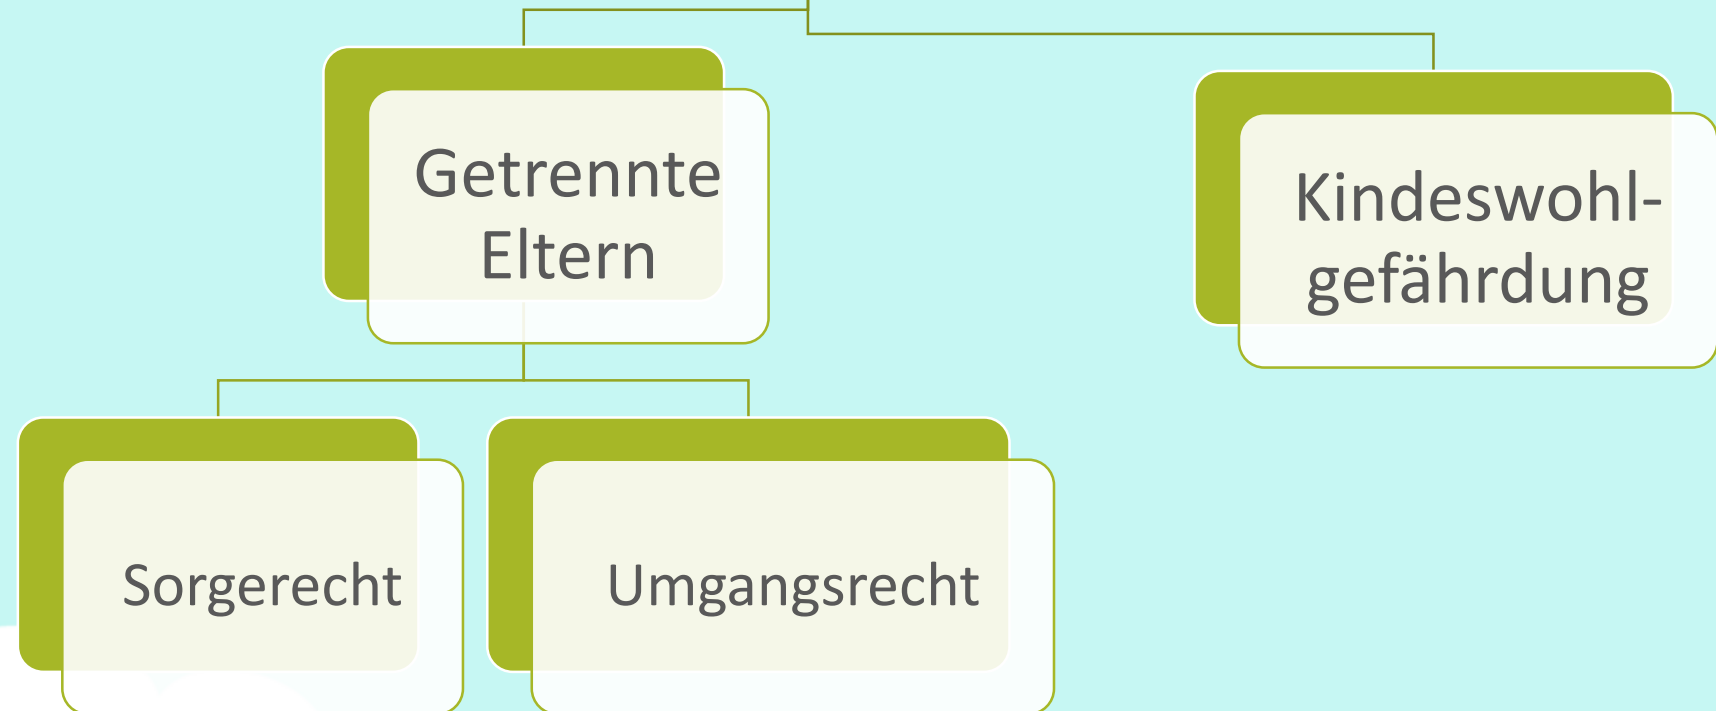 Getrennte
Eltern
Kindeswohl-
gefährdung
Sorgerecht
Umgangsrecht